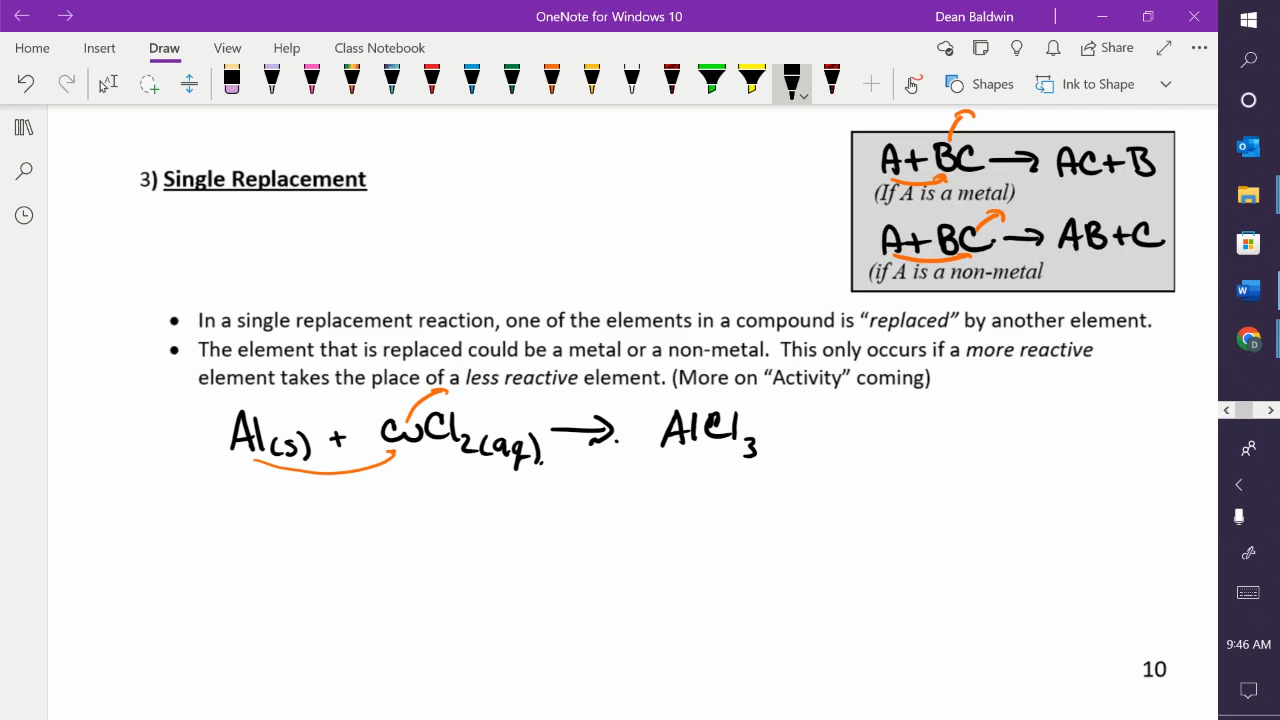 OneNote for Windows 10
Dean Baldwin
Home Insert Draw View Help Class Notebook
Share
Shapes Ink to Shape
3) Single Replacement
A + BC → AC + B
(If A is a metal)
A + BC → AB + C
(if A is a non-metal
• In a single replacement reaction, one of the elements in a compound is “replaced” by another element.
• The element that is replaced could be a metal or a non-metal. This only occurs if a more reactive
element takes the place of a less reactive element. (More on “Activity” coming)
Al(s) + CuCl₂(aq) → AlCl₃
10
9:46 AM